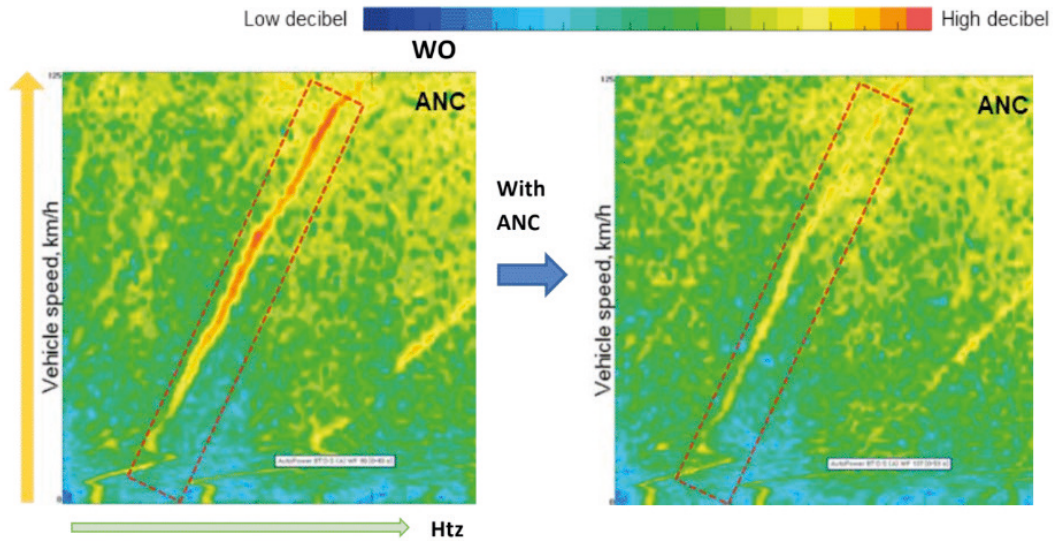 Low decibel
High decibel
WO
ANC
125
Vehicle speed, km/h
0
With
ANC
125
ANC
Vehicle speed, km/h
0
Htz